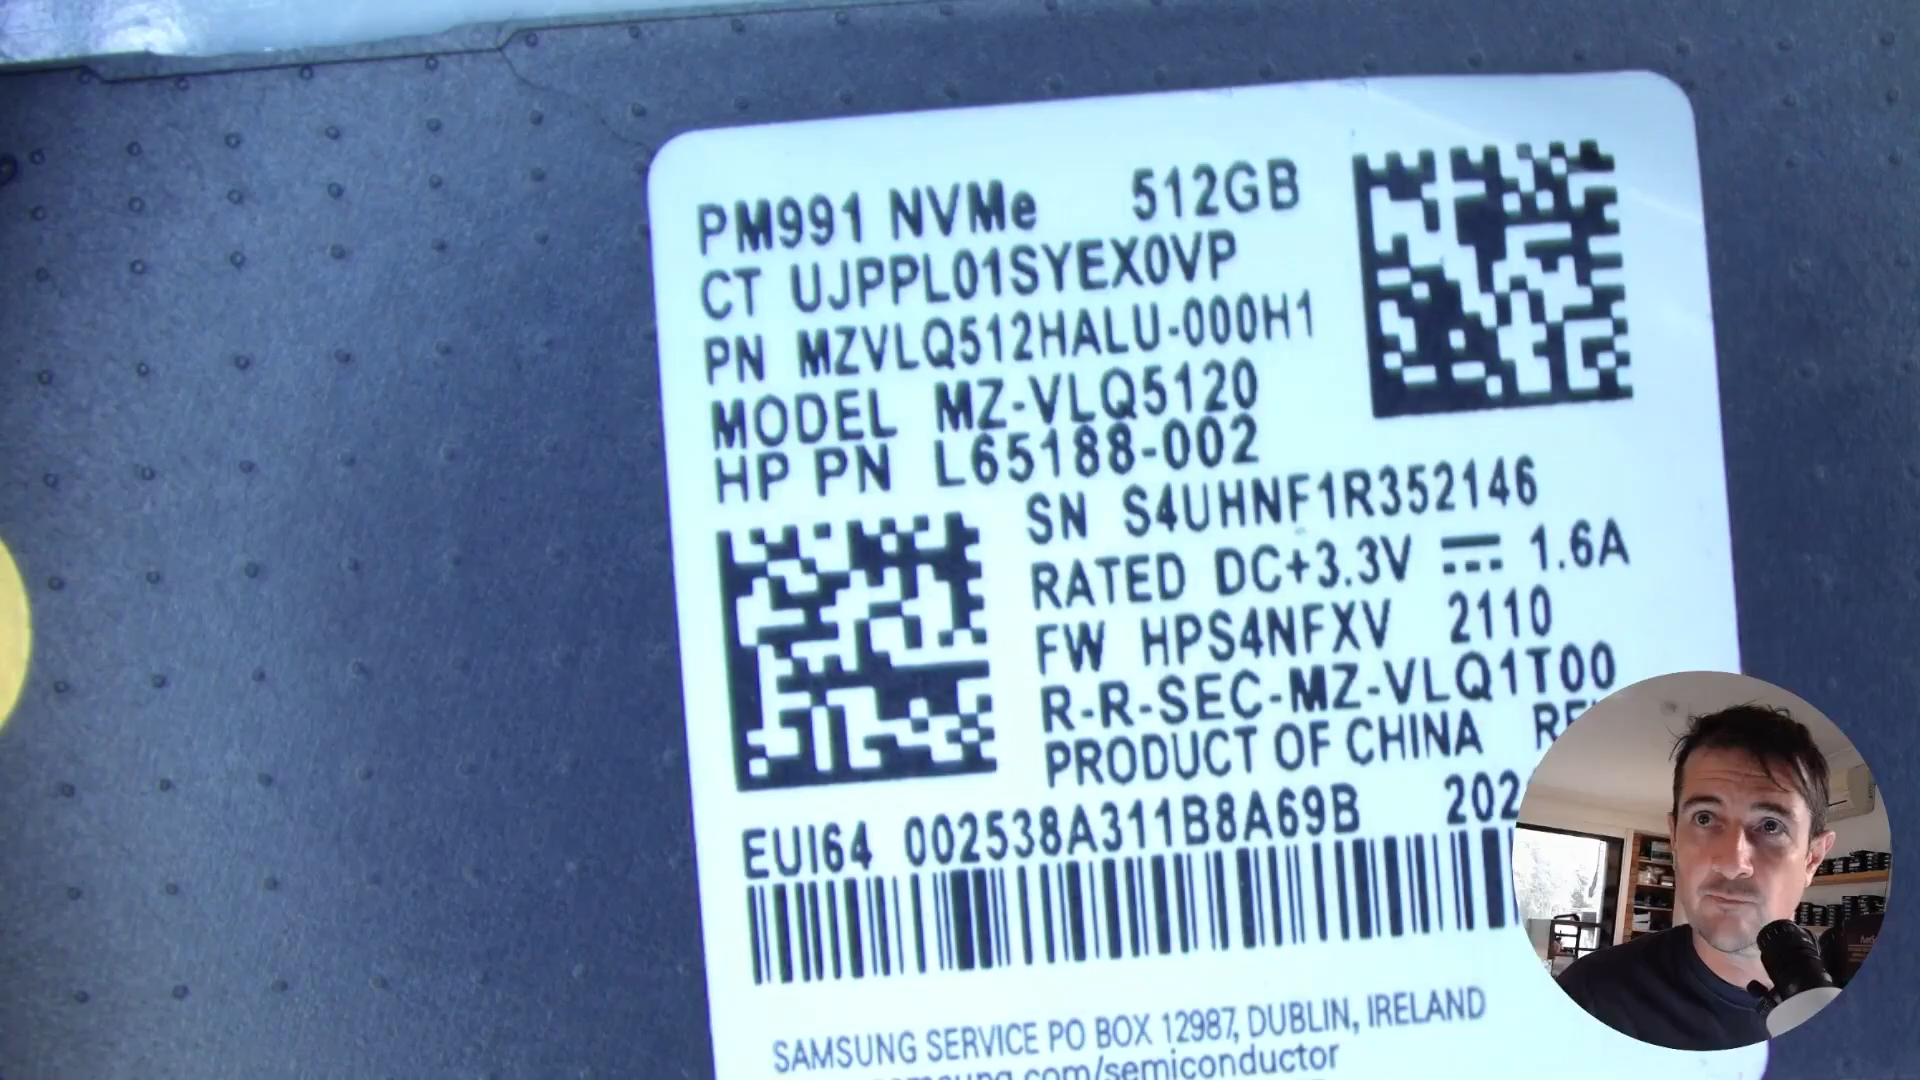 PM991 NVMe 512GB
CT UJPPL01SYEX0VP
PN MZVLQ512HALU-000H1
MODEL MZ-VLQ5120
HP PN L65188-002
SN S4UHNF1R352146
RATED DC+3.3V ⎓ 1.6A
FW HPS4NFXV 2110
R-R-SEC-MZ-VLQ1T00
PRODUCT OF CHINA
EUI64 002538A311B8A69B
SAMSUNG SERVICE PO BOX 12987, DUBLIN, IRELAND
samsung.com/semiconductor